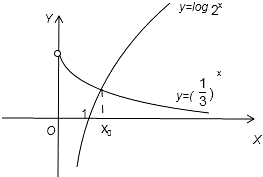 y=log 2^x
Y
y=(1/3)^x
1
O
x₀
X